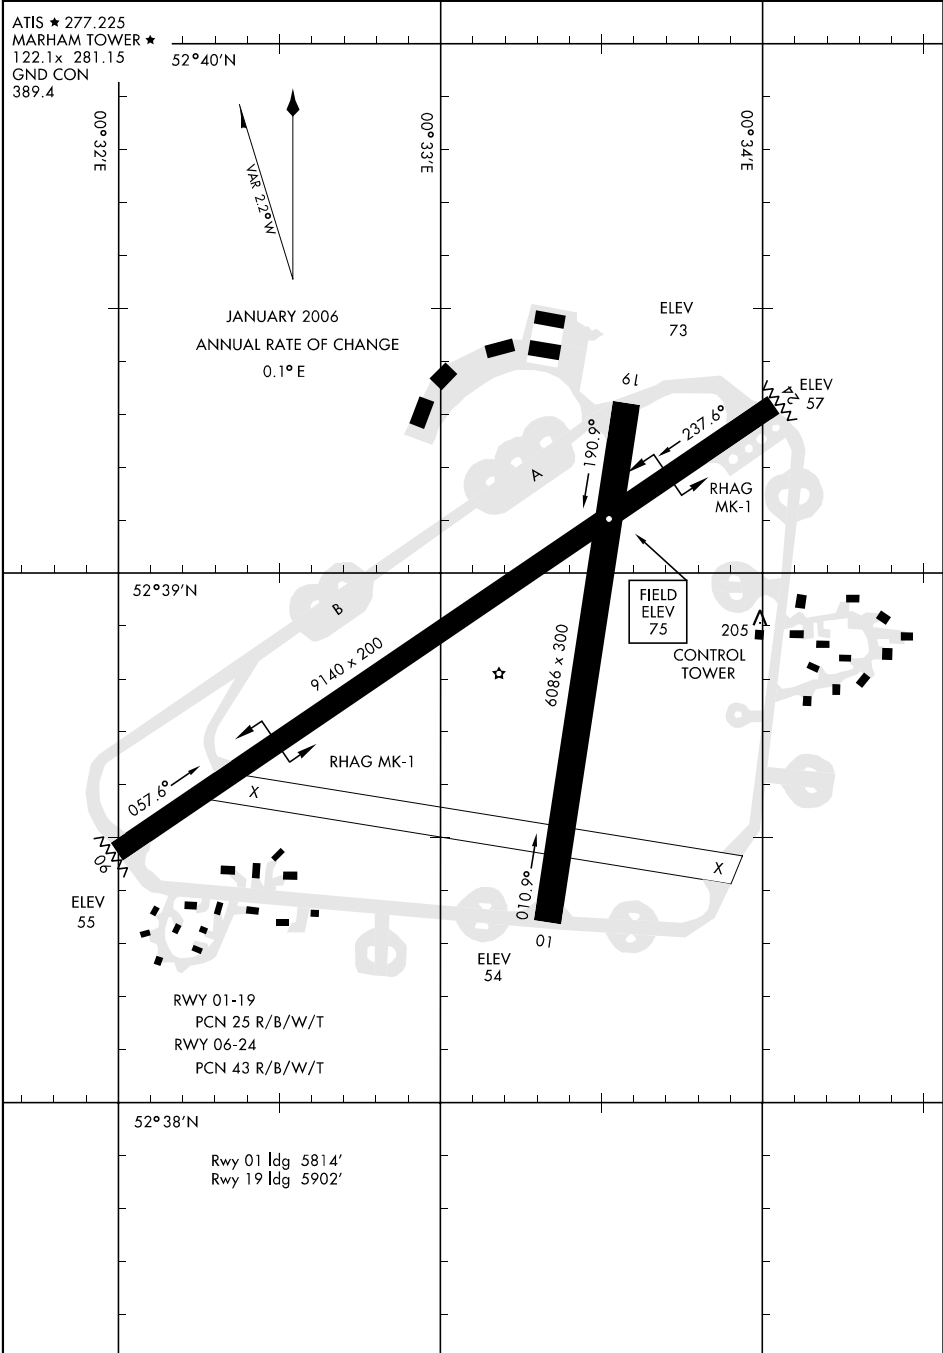 ATIS ★ 277.225
MARHAM TOWER ★
122.1x 281.15
GND CON
389.4
52°40'N
00°32'E
00°33'E
00°34'E
VAR 2.2°W
JANUARY 2006
ANNUAL RATE OF CHANGE
0.1° E
ELEV
73
19
24
ELEV
57
190.9°
237.6°
A
RHAG
MK-1
52°39'N
B
FIELD
ELEV
75
205
CONTROL
TOWER
9140 x 200
6086 x 300
RHAG MK-1
057.6°
X
X
06
010.9°
ELEV
55
01
ELEV
54
RWY 01-19
PCN 25 R/B/W/T
RWY 06-24
PCN 43 R/B/W/T
52°38'N
Rwy 01 ldg 5814'
Rwy 19 ldg 5902'